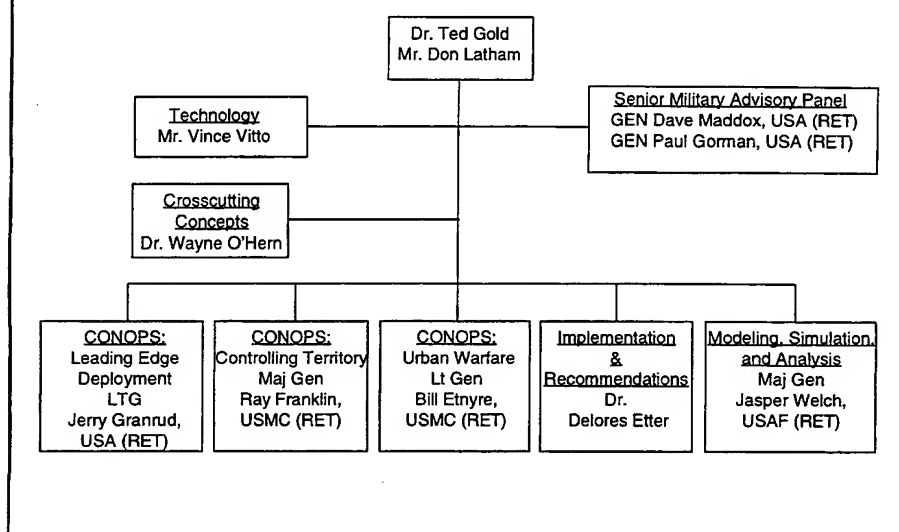 Dr. Ted Gold
Mr. Don Latham
Technology
Mr. Vince Vitto
Senior Military Advisory Panel
GEN Dave Maddox, USA (RET)
GEN Paul Gorman, USA (RET)
Crosscutting
Concepts
Dr. Wayne O'Hern
CONOPS:
Leading Edge
Deployment
LTG
Jerry Granrud,
USA (RET)
CONOPS:
Controlling Territory
Maj Gen
Ray Franklin,
USMC (RET)
CONOPS:
Urban Warfare
Lt Gen
Bill Etnyre,
USMC (RET)
Implementation
&
Recommendations
Dr.
Delores Etter
Modeling, Simulation,
and Analysis
Maj Gen
Jasper Welch,
USAF (RET)